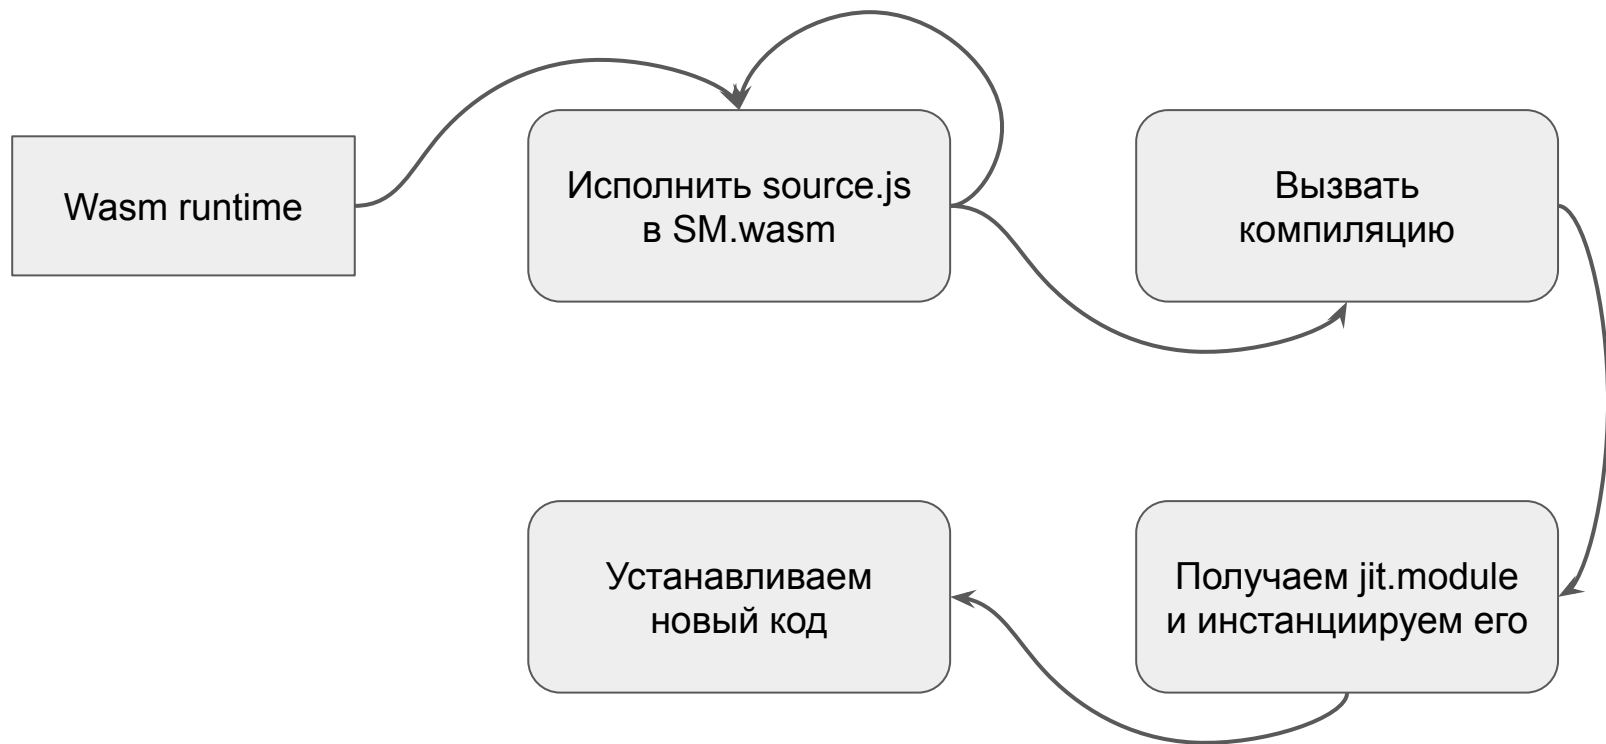 Wasm runtime
Исполнить source.js
в SM.wasm
Вызвать
компиляцию
Получаем jit.module
и инстанциируем его
Устанавливаем
новый код